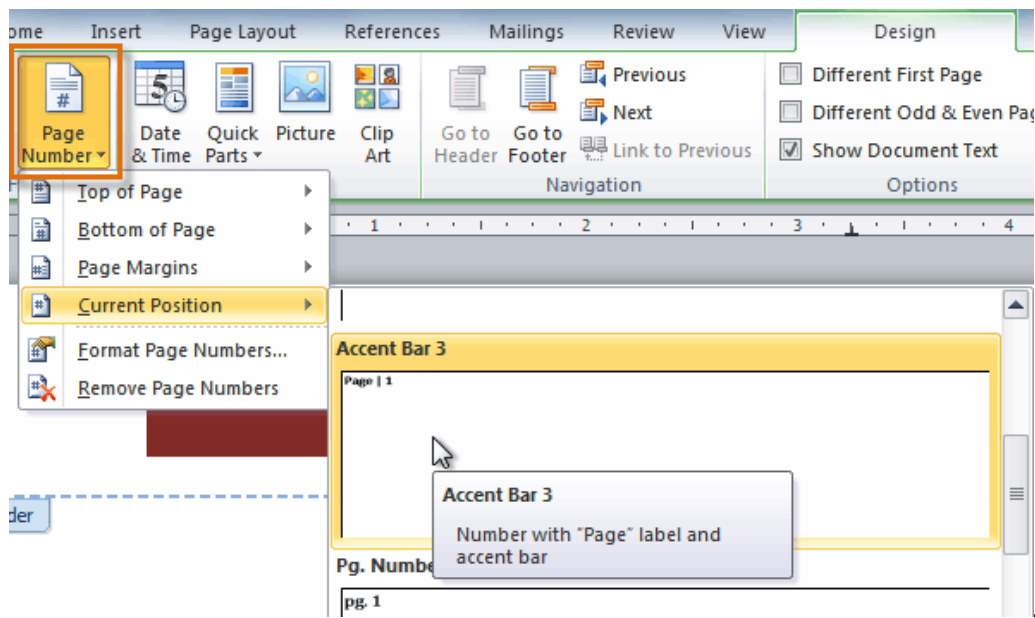 ome Insert Page Layout References Mailings Review View Design
Page Number
Date & Time
Quick Parts
Picture
Clip Art
Go to Header
Go to Footer
Previous
Next
Link to Previous
Navigation
Different First Page
Different Odd & Even Pag
Show Document Text
Options
Top of Page
Bottom of Page
Page Margins
Current Position
Format Page Numbers...
Remove Page Numbers
1 2 3 4
Accent Bar 3
Page | 1
Accent Bar 3
Number with "Page" label and
accent bar
der
Pg. Numbe
pg. 1